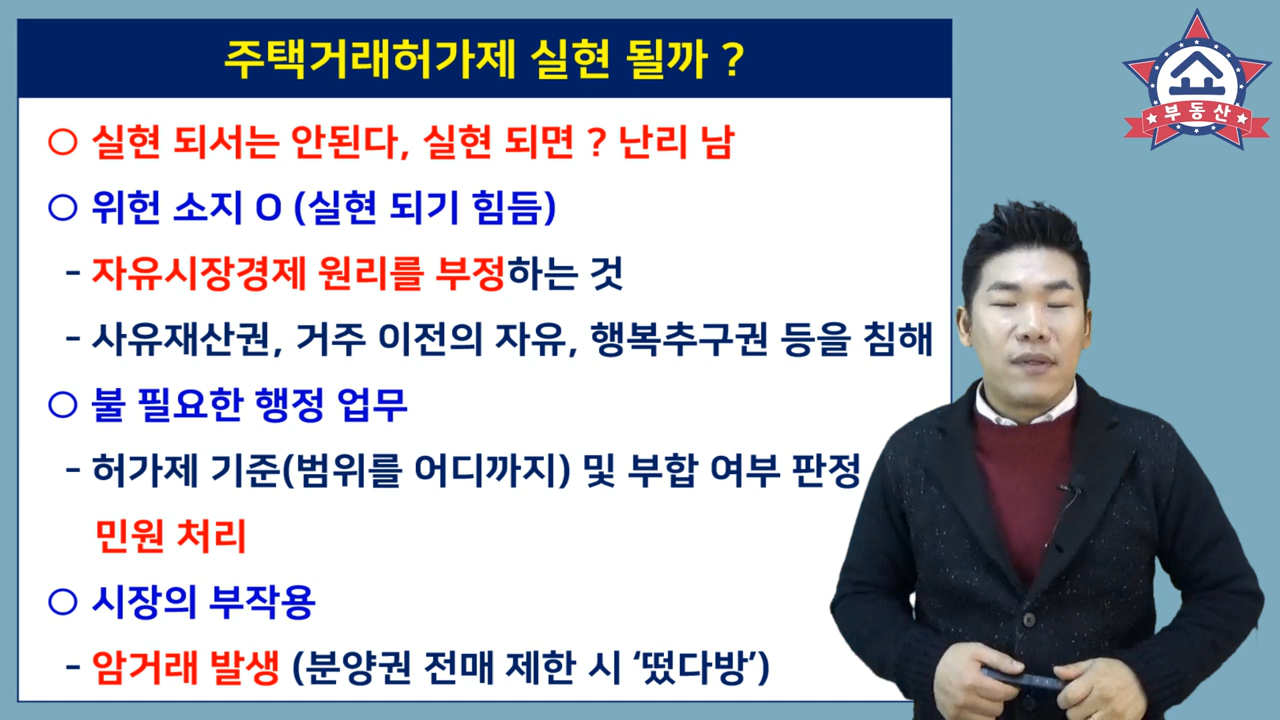 주택거래허가제 실현 될까 ?
○ 실현 되서는 안된다, 실현 되면 ? 난리 남
○ 위헌 소지 O (실현 되기 힘듬)
- 자유시장경제 원리를 부정하는 것
- 사유재산권, 거주 이전의 자유, 행복추구권 등을 침해
○ 불 필요한 행정 업무
- 허가제 기준(범위를 어디까지) 및 부합 여부 판정
민원 처리
○ 시장의 부작용
- 암거래 발생 (분양권 전매 제한 시 ‘떴다방’)
쇼
부동산